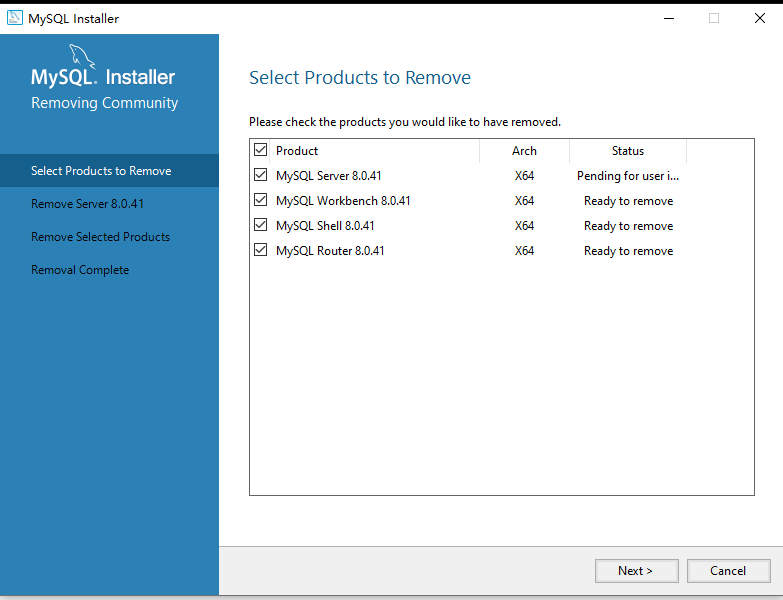 MySQL Installer
MySQL. Installer
Removing Community
Select Products to Remove
Remove Server 8.0.41
Remove Selected Products
Removal Complete
Select Products to Remove
Please check the products you would like to have removed.
Product Arch Status
MySQL Server 8.0.41 X64 Pending for user i...
MySQL Workbench 8.0.41 X64 Ready to remove
MySQL Shell 8.0.41 X64 Ready to remove
MySQL Router 8.0.41 X64 Ready to remove
Next > Cancel